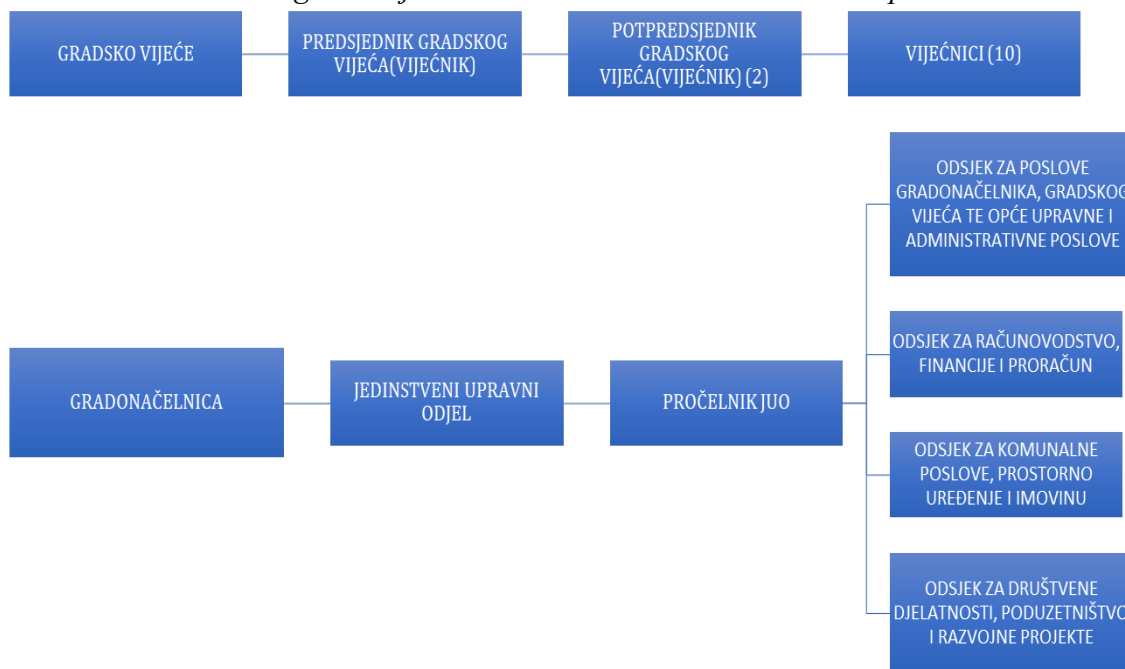 GRADSKO VIJEĆE
PREDSJEDNIK GRADSKOG
VIJEĆA(VIJEĆNIK)
POTPREDSJEDNIK
GRADSKOG
VIJEĆA(VIJEĆNIK) (2)
VIJEĆNICI (10)
GRADONAČELNICA
JEDINSTVENI UPRAVNI
ODJEL
PROČELNIK JUO
ODSJEK ZA POSLOVE
GRADONAČELNIKA, GRADSKOG
VIJEĆA TE OPĆE UPRAVNE I
ADMINISTRATIVNE POSLOVE
ODSJEK ZA RAČUNOVODSTVO,
FINANCIJE I PRORAČUN
ODSJEK ZA KOMUNALNE
POSLOVE, PROSTORNO
UREĐENJE I IMOVINU
ODSJEK ZA DRUŠTVENE
DJELATNOSTI, PODUZETNIŠTVO
I RAZVOJNE PROJEKTE